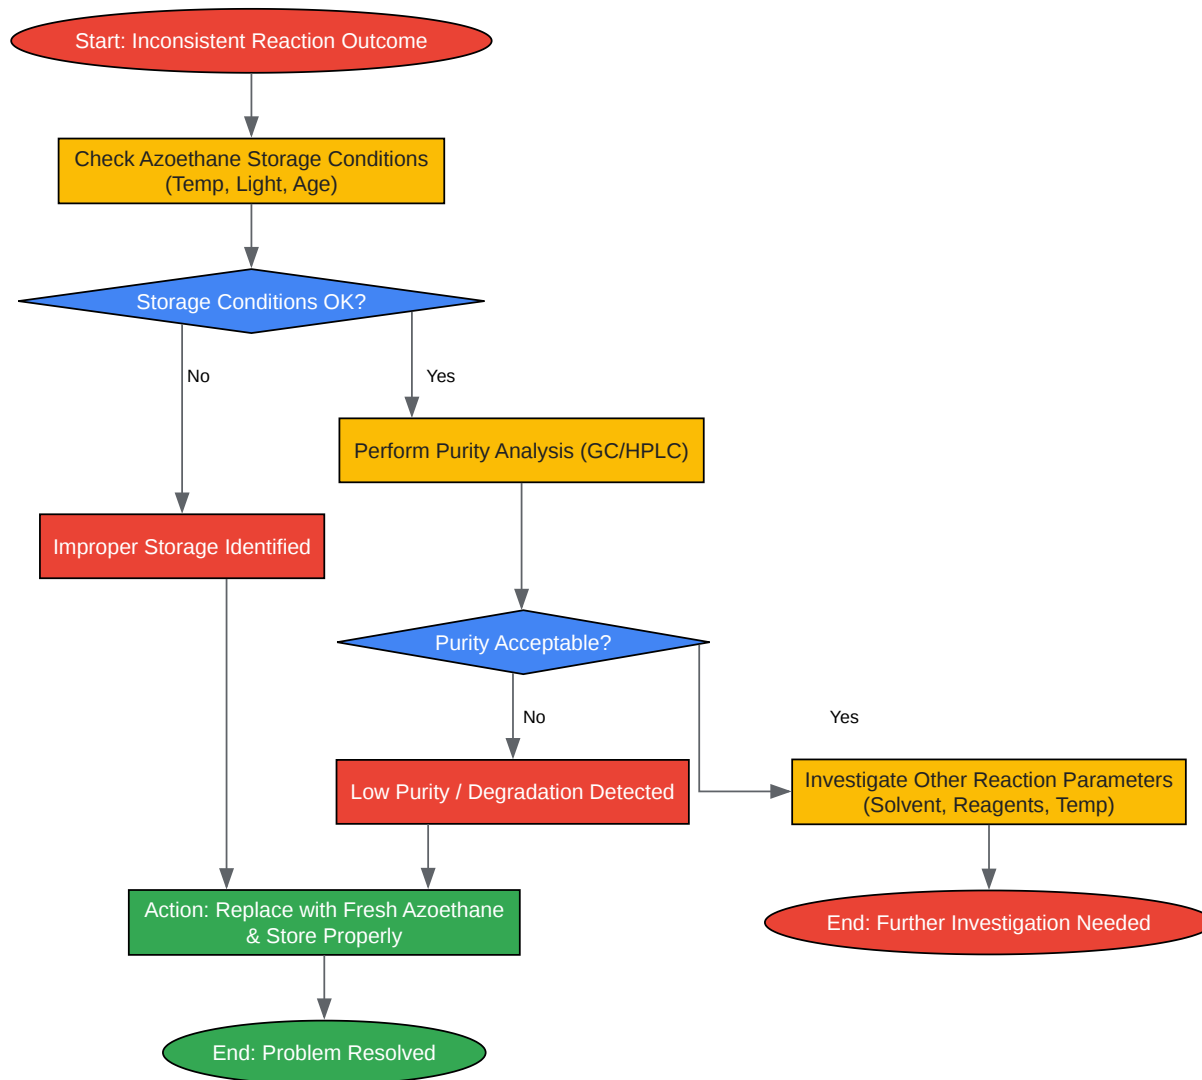 Start: Inconsistent Reaction Outcome
Check Azoethane Storage Conditions
(Temp, Light, Age)
Storage Conditions OK?
No
Yes
Perform Purity Analysis (GC/HPLC)
Improper Storage Identified
Purity Acceptable?
No
Yes
Low Purity / Degradation Detected
Investigate Other Reaction Parameters
(Solvent, Reagents, Temp)
Action: Replace with Fresh Azoethane
& Store Properly
End: Further Investigation Needed
End: Problem Resolved